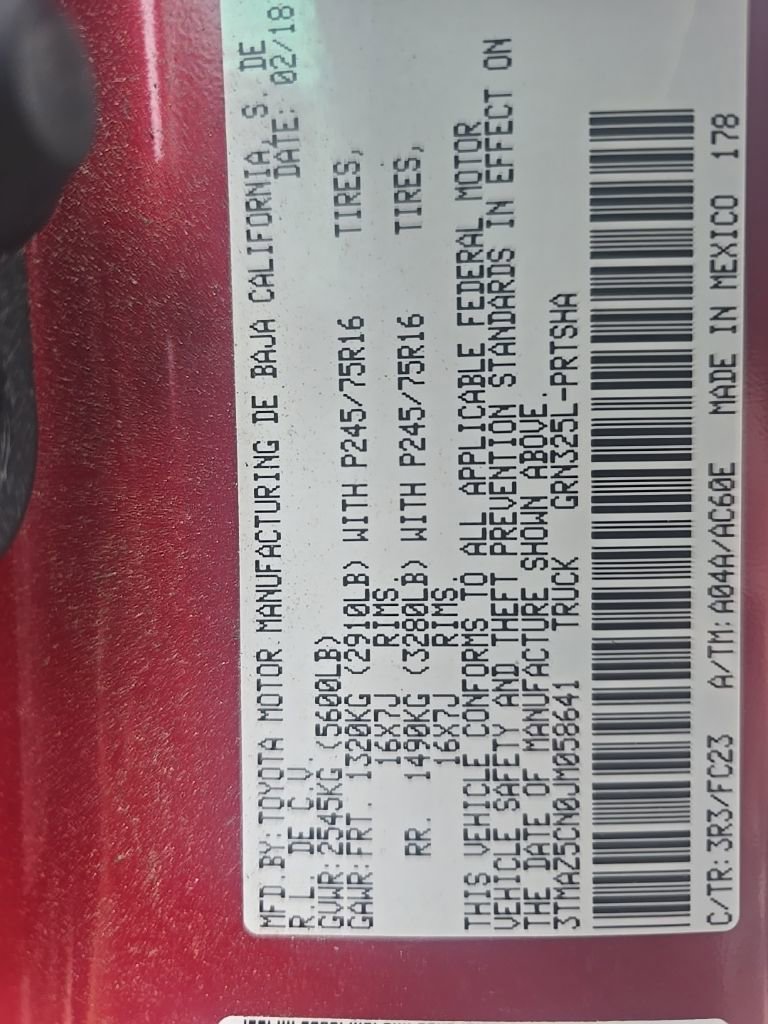 MFD.BY:TOYOTA MOTOR MANUFACTURING DE BAJA CALIFORNIA, S. DE
R.L. DE C.V. DATE: 02/18
GVWR:2545KG (5600LB)
GAWR:FRT. 1320KG (2910LB) WITH P245/75R16 TIRES,
16X7J RIMS
RR. 1490KG (3280LB) WITH P245/75R16 TIRES,
16X7J RIMS.
THIS VEHICLE CONFORMS TO ALL APPLICABLE FEDERAL MOTOR
VEHICLE SAFETY AND THEFT PREVENTION STANDARDS IN EFFECT ON
THE DATE OF MANUFACTURE SHOWN ABOVE.
3TMAZ5CN0JM058641 TRUCK GRN325L-PRTSHA
C/TR:3R3/FC23 A/TM:A04A/AC60E MADE IN MEXICO 178